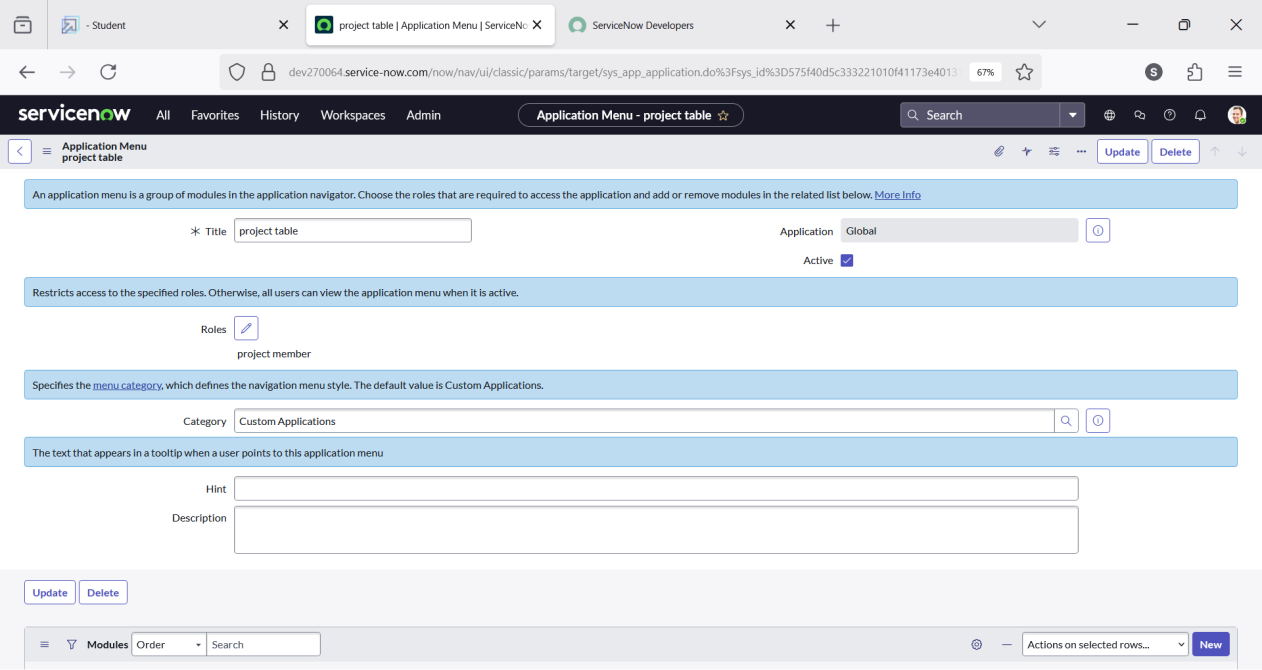 - Student
project table | Application Menu | ServiceNo
ServiceNow Developers
dev270064.service-now.com/now/nav/ui/classic/params/target/sys_app_application.do%3Fsys_id%3D575f40d5c333221010f41173e4013
67%
S
servicenow
All
Favorites
History
Workspaces
Admin
Application Menu - project table
Search
Application Menu
project table
Update
Delete
An application menu is a group of modules in the application navigator. Choose the roles that are required to access the application and add or remove modules in the related list below. More Info
Title project table
Application Global
Active
Restricts access to the specified roles. Otherwise, all users can view the application menu when it is active.
Roles
project member
Specifies the menu category, which defines the navigation menu style. The default value is Custom Applications.
Category Custom Applications
The text that appears in a tooltip when a user points to this application menu
Hint
Description
Update
Delete
Modules Order Search
Actions on selected rows...
New